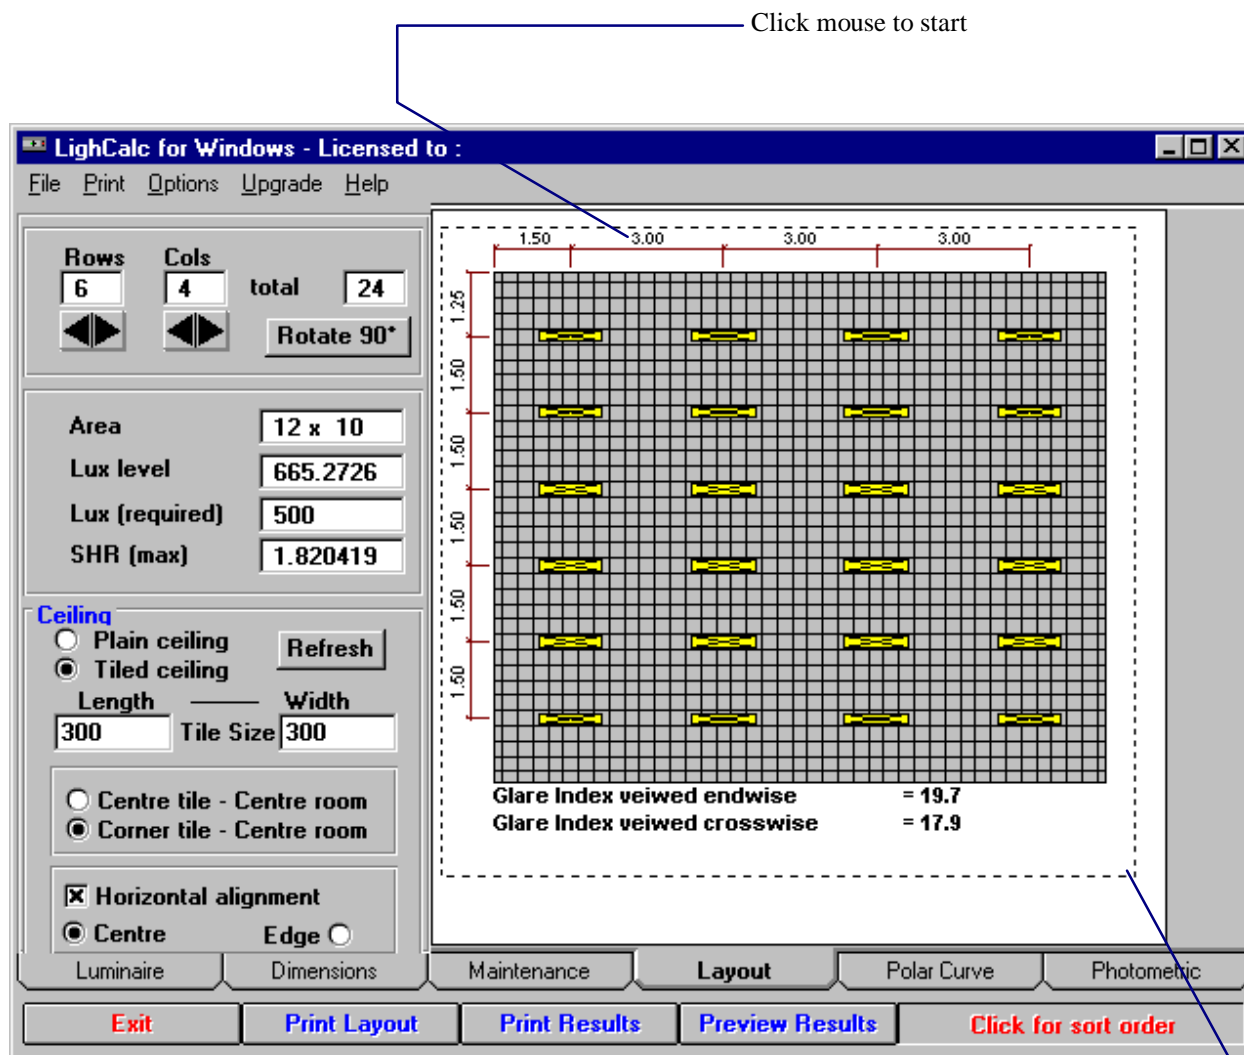 Click mouse to start
LighCalc for Windows - Licensed to :
File Print Options Upgrade Help
Rows Cols
6 4 total 24
Rotate 90°
Area 12 x 10
Lux level 665.2726
Lux (required) 500
SHR (max) 1.820419
Ceiling
Plain ceiling
Refresh
Tiled ceiling
Length Width
300 Tile Size 300
Centre tile - Centre room
Corner tile - Centre room
Horizontal alignment
Centre Edge
1.50 3.00 3.00 3.00
1.25
1.50
1.50
1.50
1.50
1.50
Glare Index veiwed endwise = 19.7
Glare Index veiwed crosswise = 17.9
Luminaire Dimensions Maintenance Layout Polar Curve Photometric
Exit Print Layout Print Results Preview Results Click for sort order